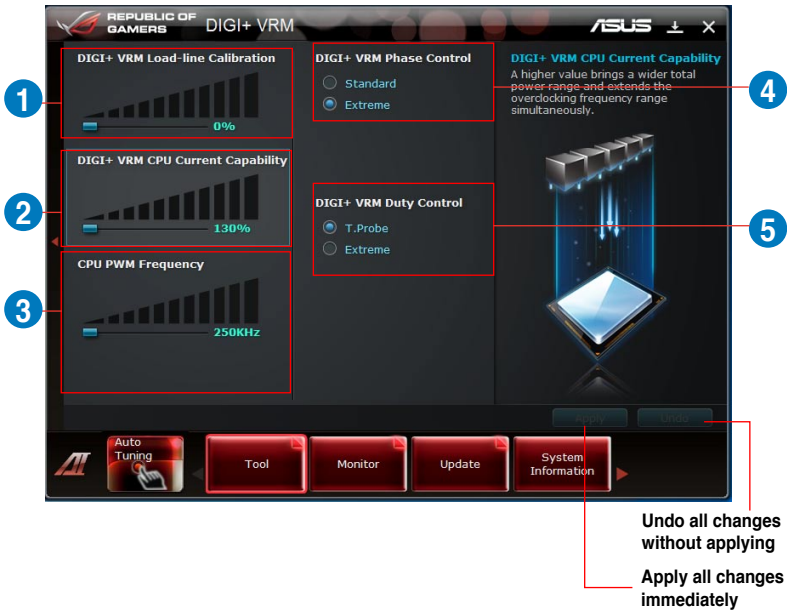 REPUBLIC OF
GAMERS
DIGI+ VRM
ASUS
DIGI+ VRM Load-line Calibration
0%
1
DIGI+ VRM CPU Current Capability
130%
2
CPU PWM Frequency
250KHz
3
DIGI+ VRM Phase Control
Standard
Extreme
4
DIGI+ VRM Duty Control
T.Probe
Extreme
5
DIGI+ VRM CPU Current Capability
A higher value brings a wider total
power range and extends the
overclocking frequency range
simultaneously.
Apply
Undo
Auto
Tuning
Tool
Monitor
Update
System
Information
Undo all changes
without applying
Apply all changes
immediately